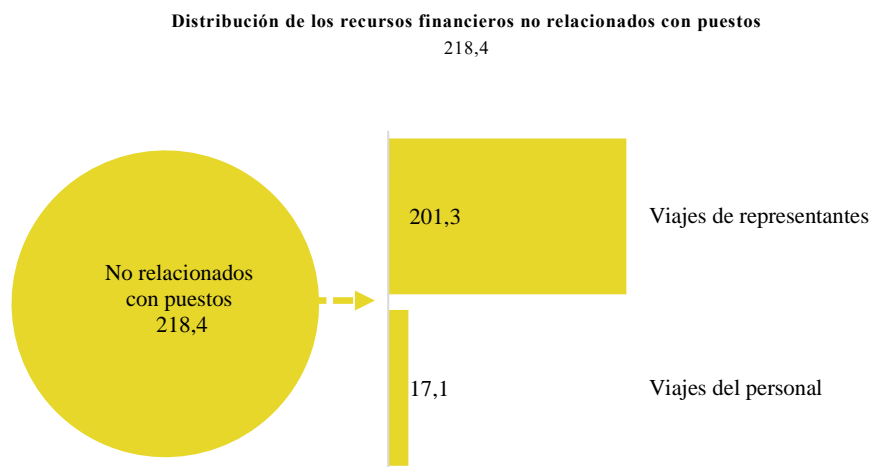 Distribución de los recursos financieros no relacionados con puestos
218,4
No relacionados
con puestos
218,4
201,3
Viajes de representantes
17,1
Viajes del personal